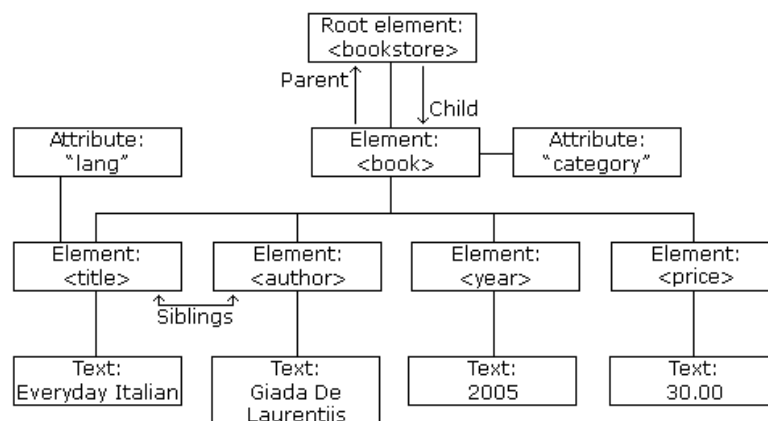 Root element:
<bookstore>
Parent
Child
Attribute:
“lang”
Element:
<book>
Attribute:
“category”
Element:
<title>
Element:
<author>
Element:
<year>
Element:
<price>
Siblings
Text:
Everyday Italian
Text:
Giada De
Laurentiis
Text:
2005
Text:
30.00